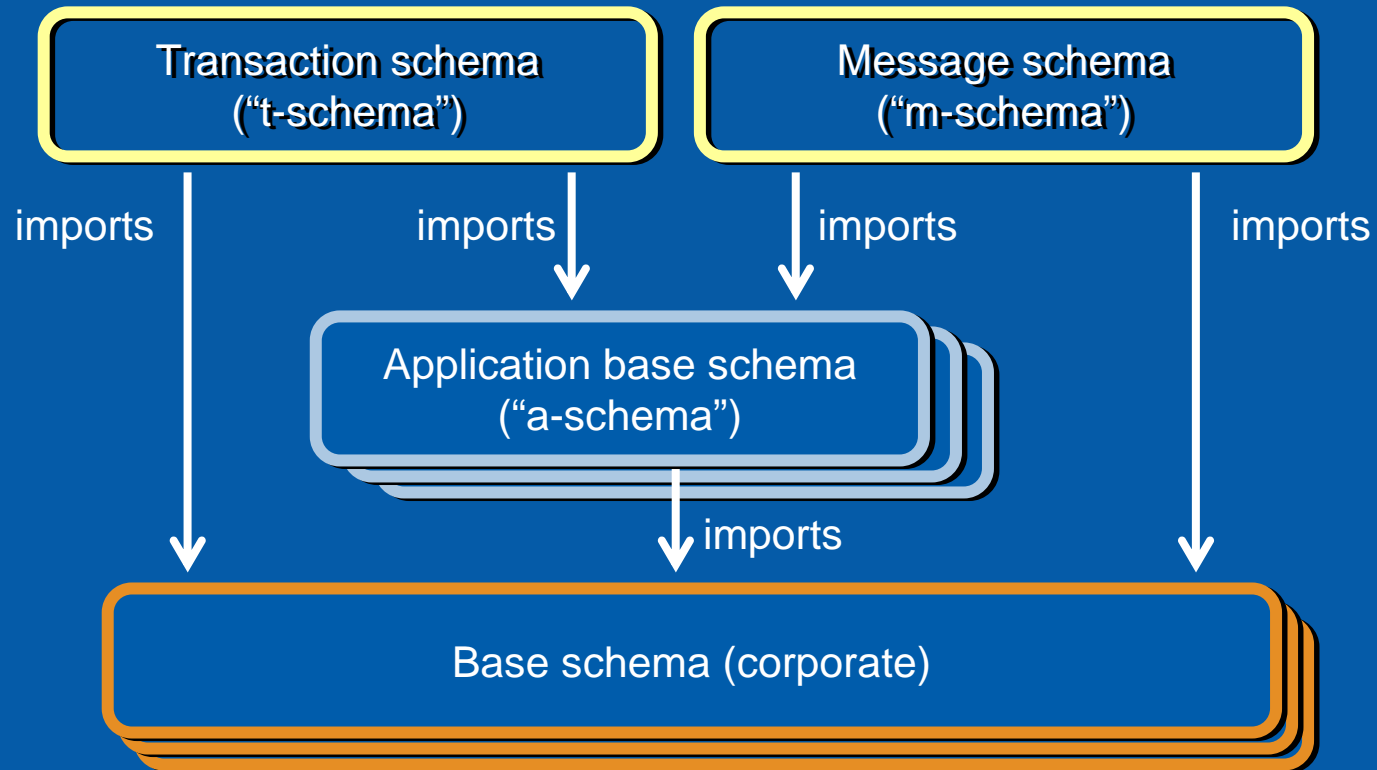 Transaction schema
(“t-schema”)
Message schema
(“m-schema”)
imports
imports
imports
imports
Application base schema
(“a-schema”)
imports
Base schema (corporate)